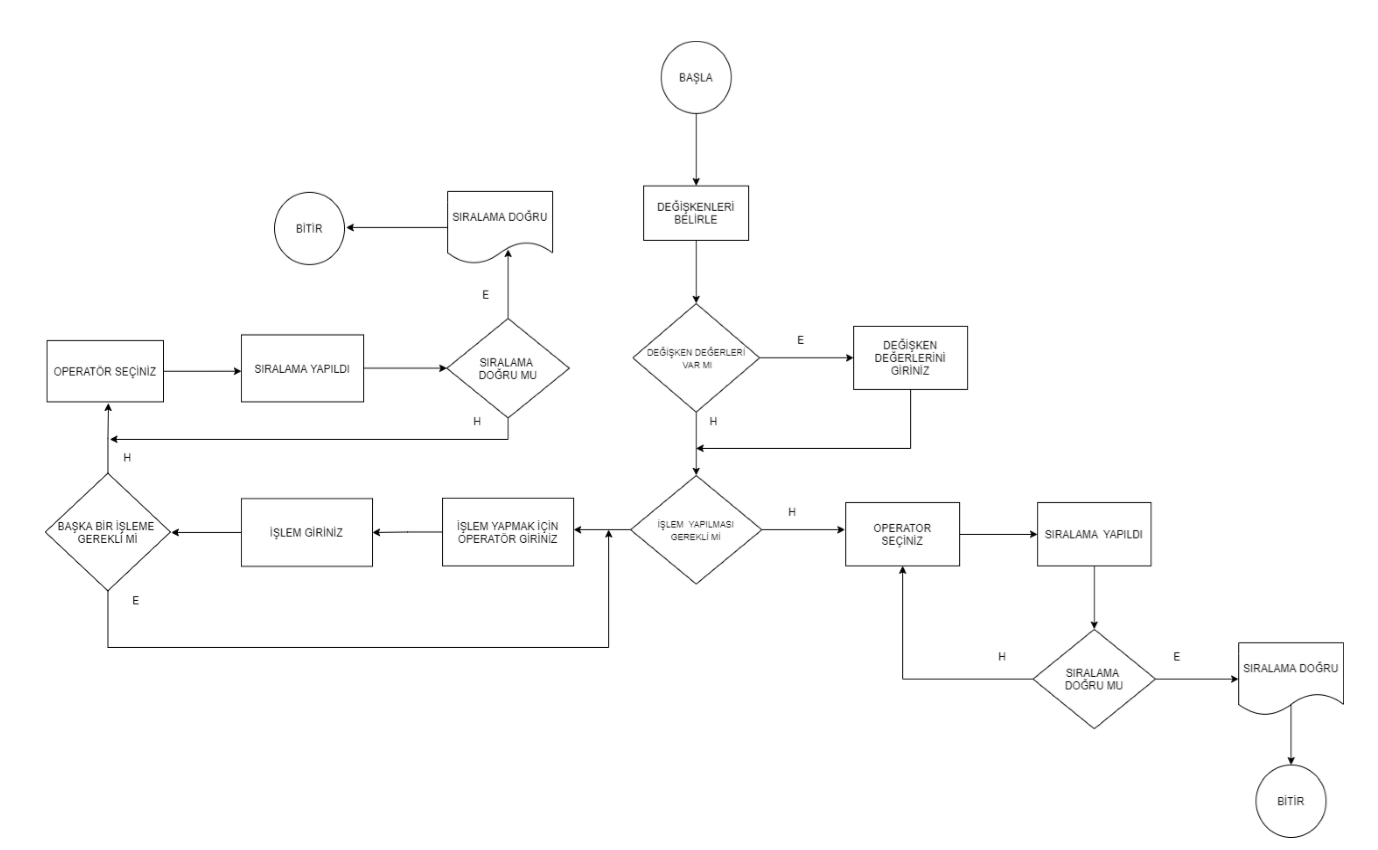 BAŞLA
DEĞİŞKENLERİ
BELİRLE
DEĞİŞKEN DEĞERLERİ
VAR MI
E
DEĞİŞKEN
DEĞERLERİNİ
GİRİNİZ
H
İŞLEM YAPILMASI
GEREKLİ Mİ
H
OPERATOR
SEÇİNİZ
SIRALAMA YAPILDI
SIRALAMA
DOĞRU MU
H
E
SIRALAMA DOĞRU
BİTİR
İŞLEM YAPMAK İÇİN
OPERATÖR GİRİNİZ
İŞLEM GİRİNİZ
BAŞKA BİR İŞLEME
GEREKLİ Mİ
E
H
OPERATÖR SEÇİNİZ
SIRALAMA YAPILDI
SIRALAMA
DOĞRU MU
H
E
SIRALAMA DOĞRU
BİTİR